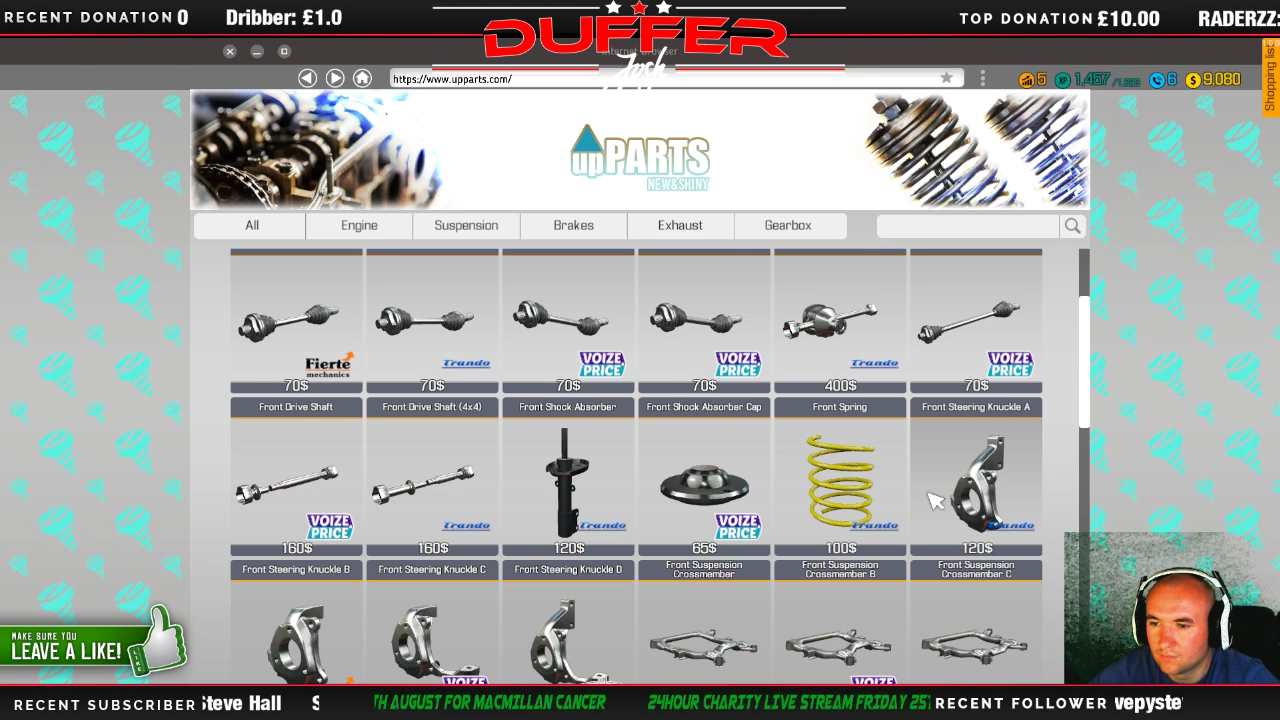 RECENT DONATION 0 Dribber: £1.0
DUFFER
Josh
TOP DONATION £10.00 RADERZZ:
https://www.upparts.com/
5 XP 1,457 6 $ 9,080
Shopping list
upPARTS
NEW&SHINY
All Engine Suspension Brakes Exhaust Gearbox
Fierte mechanics Trando VOIZE PRICE VOIZE PRICE Trando VOIZE PRICE
70$ 70$ 70$ 70$ 400$ 70$
Front Drive Shaft Front Drive Shaft (4x4) Front Shock Absorber Front Shock Absorber Cap Front Spring Front Steering Knuckle A
VOIZE PRICE Trando Trando VOIZE PRICE Trando Trando
160$ 160$ 120$ 65$ 100$ 120$
Front Steering Knuckle B Front Steering Knuckle C Front Steering Knuckle D Front Suspension Crossmember Front Suspension Crossmember B Front Suspension Crossmember C
VOIZE VOIZE
MAKE SURE YOU
LEAVE A LIKE!
RECENT SUBSCRIBER Steve Hall S TH AUGUST FOR MACMILLAN CANCER 24HOUR CHARITY LIVE STREAM FRIDAY 25 RECENT FOLLOWER vepyste